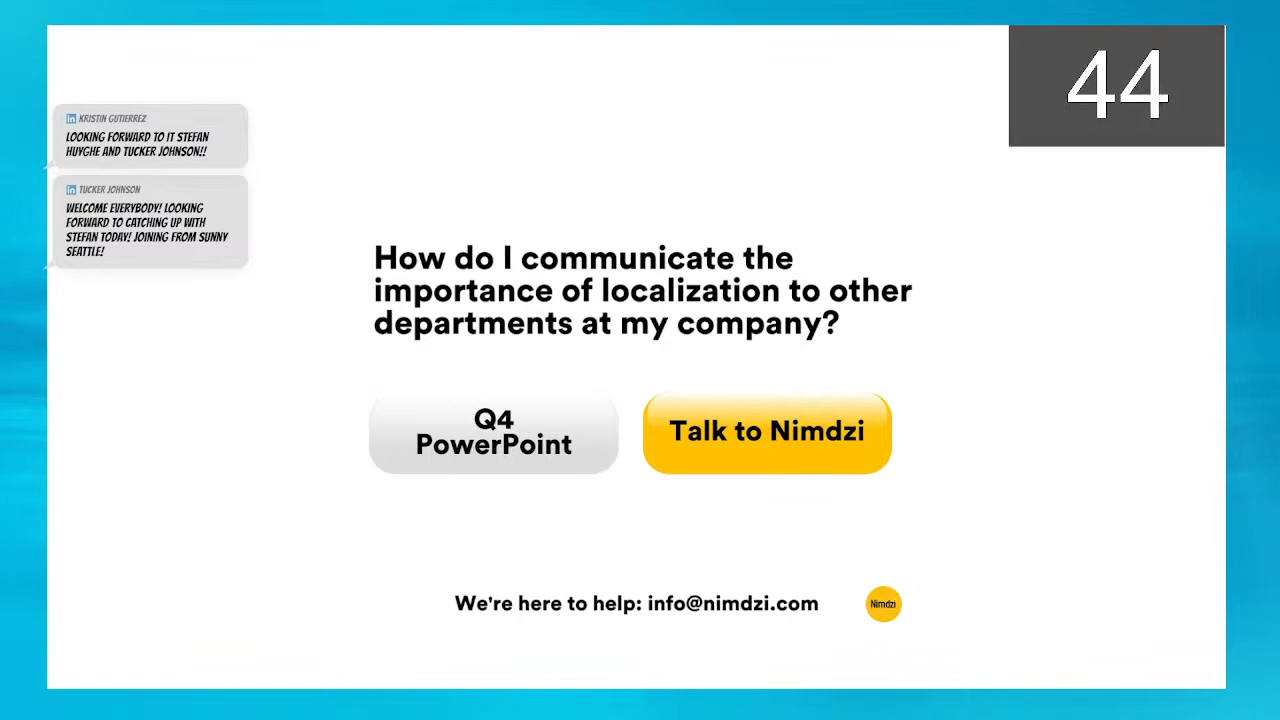 44
KRISTIN GUTIERREZ
LOOKING FORWARD TO IT STEFAN
HUYGHE AND TUCKER JOHNSON!!
TUCKER JOHNSON
WELCOME EVERYBODY! LOOKING
FORWARD TO CATCHING UP WITH
STEFAN TODAY! JOINING FROM SUNNY
SEATTLE!
How do I communicate the
importance of localization to other
departments at my company?
Q4
PowerPoint
Talk to Nimdzi
We're here to help: info@nimdzi.com
Nimdzi